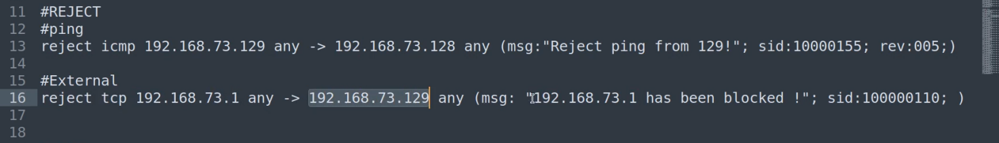 11 #REJECT
12 #ping
13 reject icmp 192.168.73.129 any -> 192.168.73.128 any (msg:"Reject ping from 129!"; sid:10000155; rev:005;)
14
15 #External
16 reject tcp 192.168.73.1 any -> 192.168.73.129 any (msg: "192.168.73.1 has been blocked !"; sid:100000110; )
17
18